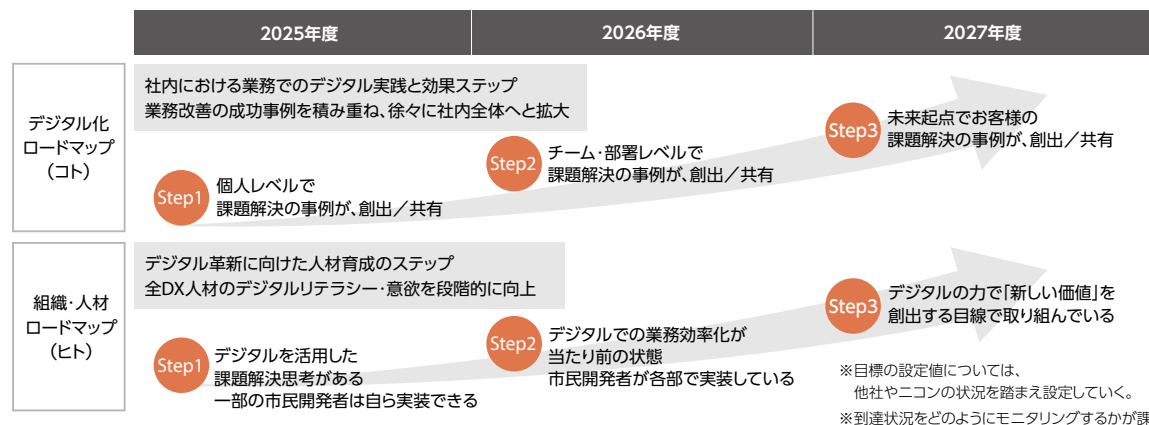 2025年度
2026年度
2027年度
デジタル化
ロードマップ
（コト）
社内における業務でのデジタル実践と効果ステップ
業務改善の成功事例を積み重ね、徐々に社内全体へと拡大
Step1
個人レベルで
課題解決の事例が、創出／共有
Step2
チーム・部署レベルで
課題解決の事例が、創出／共有
Step3
未来起点でお客様の
課題解決の事例が、創出／共有
組織・人材
ロードマップ
（ヒト）
デジタル革新に向けた人材育成のステップ
全DX人材のデジタルリテラシー・意欲を段階的に向上
Step1
デジタルを活用した
課題解決思考がある
一部の市民開発者は自ら実装できる
Step2
デジタルでの業務効率化が
当たり前の状態
市民開発者が各部で実装している
Step3
デジタルの力で「新しい価値」を
創出する目線で取り組んでいる
※目標の設定値については、
他社やニコンの状況を踏まえ設定していく。
※到達状況をどのようにモニタリングするかが課